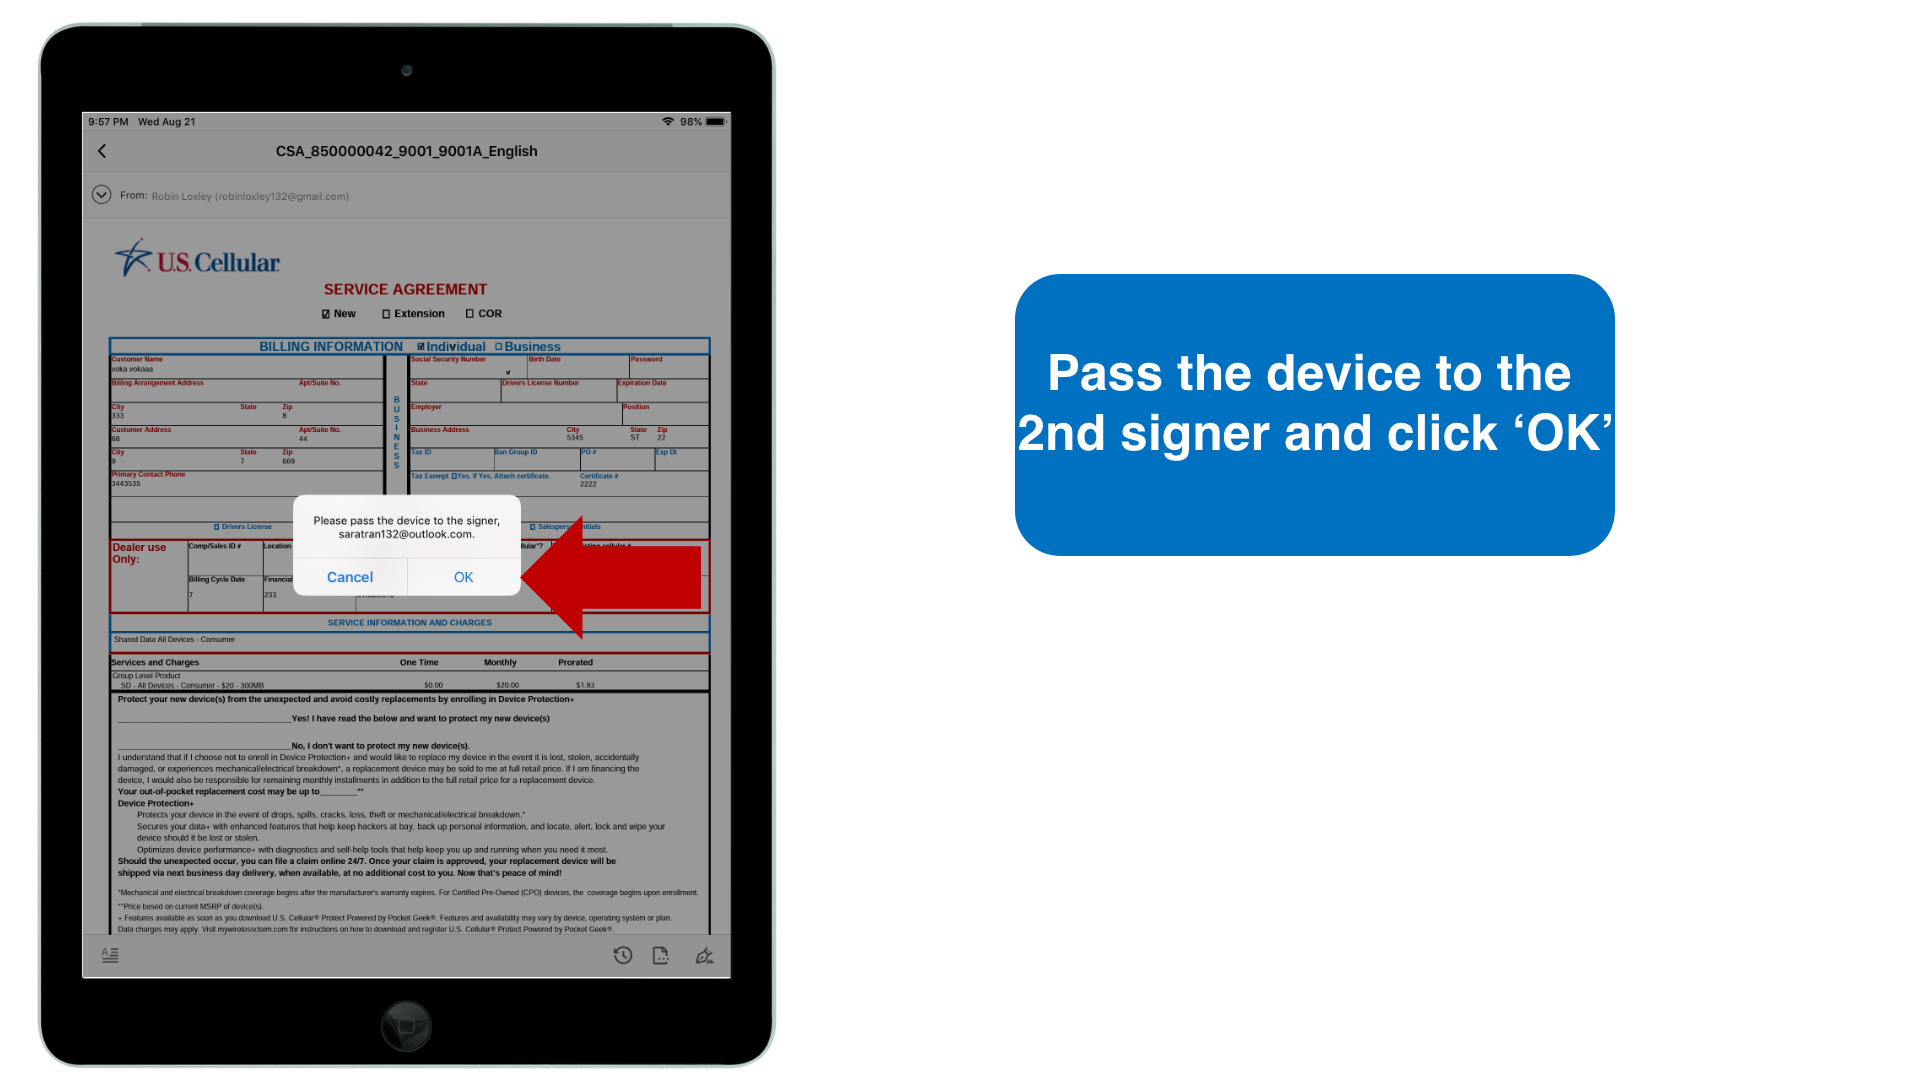 9:57 PM Wed Aug 21 98%
CSA_850000042_9001_9001A_English
From: Robin Loxley (robinloxley132@gmail.com)
U.S. Cellular
SERVICE AGREEMENT
New Extension COR
BILLING INFORMATION Individual Business
Customer Name Social Security Number Birth Date Password
voka vokaaa
Billing Arrangement Address Apt/Suite No. State Drivers License Number Expiration Date
City State Zip Employer Position
333 8
Customer Address Apt/Suite No. Business Address City State Zip
68 44 5345 ST 22
City State Zip Tax ID Ban Group ID PO # Exp Dt
9 7 669
BUSINESS
Primary Contact Phone Tax Exempt Yes. If Yes, Attach certificate. Certificate #
3443535 2222
Drivers License
Please pass the device to the signer,
saratran132@outlook.com.
Cancel OK
Dealer use
Only:
Comp/Sales ID # Location
Billing Cycle Date Financial
7 233
SERVICE INFORMATION AND CHARGES
Shared Data All Devices - Consumer
Services and Charges One Time Monthly Prorated
Group Level Product
SD - All Devices - Consumer - $20 - 300MB $0.00 $20.00 $1.93
Protect your new device(s) from the unexpected and avoid costly replacements by enrolling in Device Protection+
Yes! I have read the below and want to protect my new device(s)
No, I don't want to protect my new device(s).
I understand that if I choose not to enroll in Device Protection+ and would like to replace my device in the event it is lost, stolen, accidentally
damaged, or experiences mechanical/electrical breakdown*, a replacement device may be sold to me at full retail price. If I am financing the
device, I would also be responsible for remaining monthly installments in addition to the full retail price for a replacement device.
Your out-of-pocket replacement cost may be up to________**
Device Protection+
Protects your device in the event of drops, spills, cracks, loss, theft or mechanical/electrical breakdown.*
Secures your data+ with enhanced features that help keep hackers at bay, back up personal information, and locate, alert, lock and wipe your
device should it be lost or stolen.
Optimizes device performance+ with diagnostics and self-help tools that help keep you up and running when you need it most.
Should the unexpected occur, you can file a claim online 24/7. Once your claim is approved, your replacement device will be
shipped via next business day delivery, when available, at no additional cost to you. Now that's peace of mind!
*Mechanical and electrical breakdown coverage begins after the manufacturer's warranty expires. For Certified Pre-Owned (CPO) devices, the coverage begins upon enrollment.
**Price based on current MSRP of device(s).
+ Features available as soon as you download U.S. Cellular® Protect Powered by Pocket Geek®. Features and availability may vary by device, operating system or plan.
Data charges may apply. Visit mywirelessclaim.com for instructions on how to download and register U.S. Cellular® Protect Powered by Pocket Geek®.
Pass the device to the
2nd signer and click ‘OK’